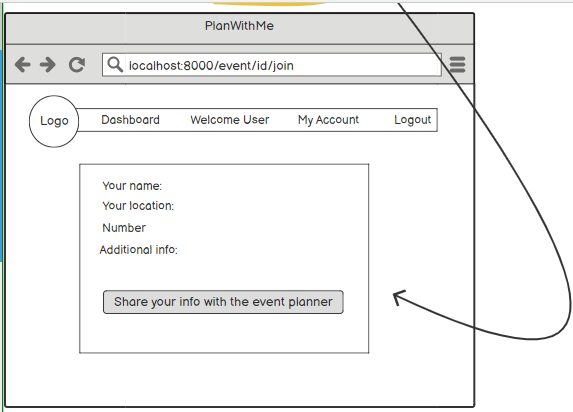 PlanWithMe
localhost:8000/event/id/join
Logo Dashboard Welcome User My Account Logout
Your name:
Your location:
Number
Additional info:
Share your info with the event planner